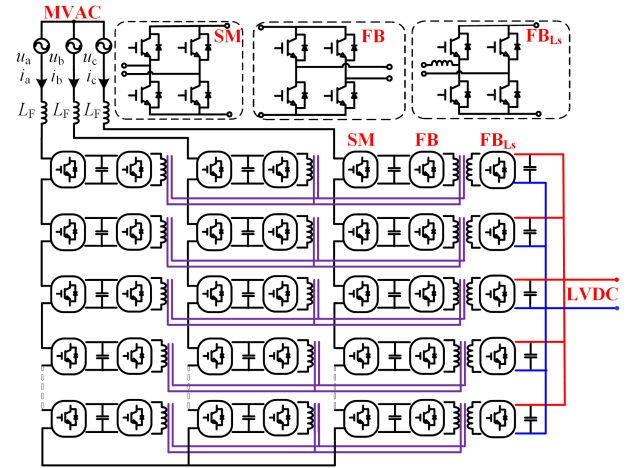 MVAC
SM
FB
FB_Ls
u_a u_b u_c
i_a i_b i_c
L_F L_F L_F
SM FB FB_Ls
LVDC